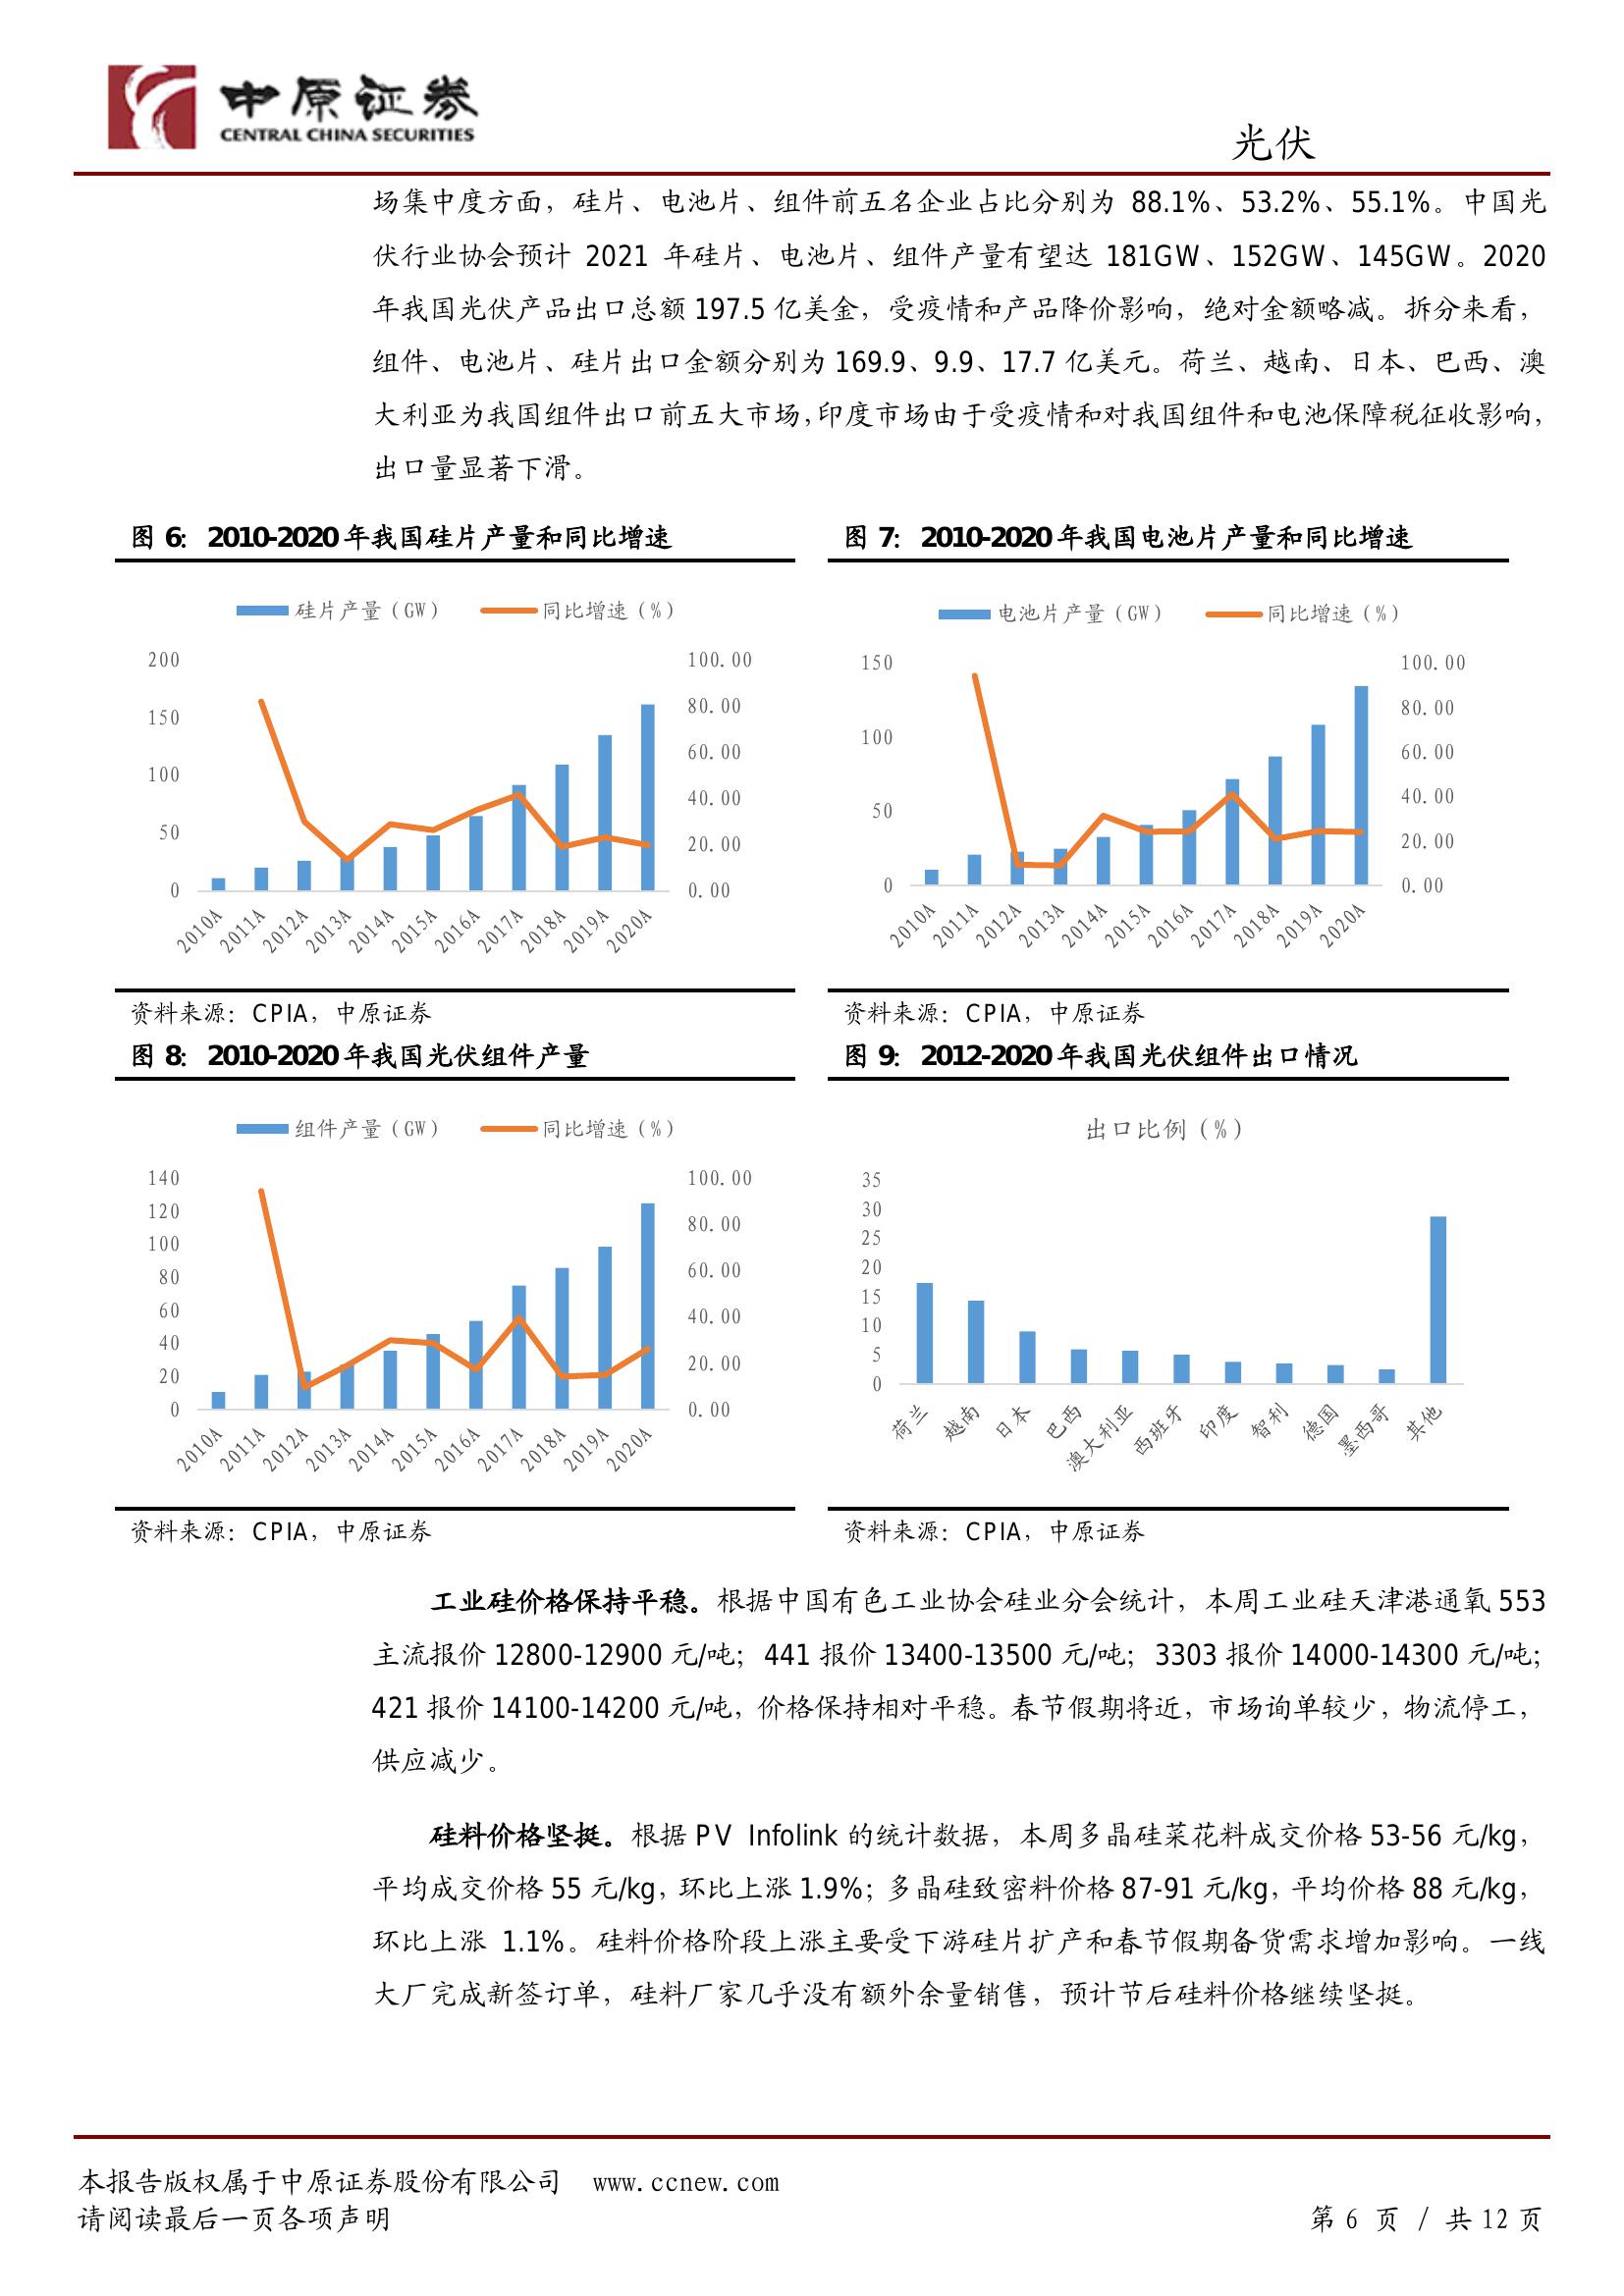 中原证券
CENTRAL CHINA SECURITIES
光伏
场集中度方面，硅片、电池片、组件前五名企业占比分别为 88.1%、53.2%、55.1%。中国光
伏行业协会预计 2021 年硅片、电池片、组件产量有望达 181GW、152GW、145GW。2020
年我国光伏产品出口总额 197.5 亿美金，受疫情和产品降价影响，绝对金额略减。拆分来看，
组件、电池片、硅片出口金额分别为 169.9、9.9、17.7 亿美元。荷兰、越南、日本、巴西、澳
大利亚为我国组件出口前五大市场，印度市场由于受疫情和对我国组件和电池保障税征收影响，
出口量显著下滑。
图 6： 2010-2020 年我国硅片产量和同比增速
硅片产量（GW） 同比增速（%）
200
150
100
50
0
100.00
80.00
60.00
40.00
20.00
0.00
2010A 2011A 2012A 2013A 2014A 2015A 2016A 2017A 2018A 2019A 2020A
资料来源：CPIA，中原证券
图 7： 2010-2020 年我国电池片产量和同比增速
电池片产量（GW） 同比增速（%）
150
100
50
0
100.00
80.00
60.00
40.00
20.00
0.00
2010A 2011A 2012A 2013A 2014A 2015A 2016A 2017A 2018A 2019A 2020A
资料来源：CPIA，中原证券
图 8： 2010-2020 年我国光伏组件产量
组件产量（GW） 同比增速（%）
140
120
100
80
60
40
20
0
100.00
80.00
60.00
40.00
20.00
0.00
2010A 2011A 2012A 2013A 2014A 2015A 2016A 2017A 2018A 2019A 2020A
资料来源：CPIA，中原证券
图 9： 2012-2020 年我国光伏组件出口情况
出口比例（%）
35
30
25
20
15
10
5
0
荷兰 越南 日本 巴西 澳大利亚 西班牙 印度 智利 德国 墨西哥 其他
资料来源：CPIA，中原证券
工业硅价格保持平稳。根据中国有色工业协会硅业分会统计，本周工业硅天津港通氧 553
主流报价 12800-12900 元/吨；441 报价 13400-13500 元/吨；3303 报价 14000-14300 元/吨；
421 报价 14100-14200 元/吨，价格保持相对平稳。春节假期将近，市场询单较少，物流停工，
供应减少。
硅料价格坚挺。根据 PV Infolink 的统计数据，本周多晶硅菜花料成交价格 53-56 元/kg，
平均成交价格 55 元/kg，环比上涨 1.9%；多晶硅致密料价格 87-91 元/kg，平均价格 88 元/kg，
环比上涨 1.1%。硅料价格阶段上涨主要受下游硅片扩产和春节假期备货需求增加影响。一线
大厂完成新签订单，硅料厂家几乎没有额外余量销售，预计节后硅料价格继续坚挺。
本报告版权属于中原证券股份有限公司 www.ccnew.com
请阅读最后一页各项声明
第 6 页 / 共 12 页